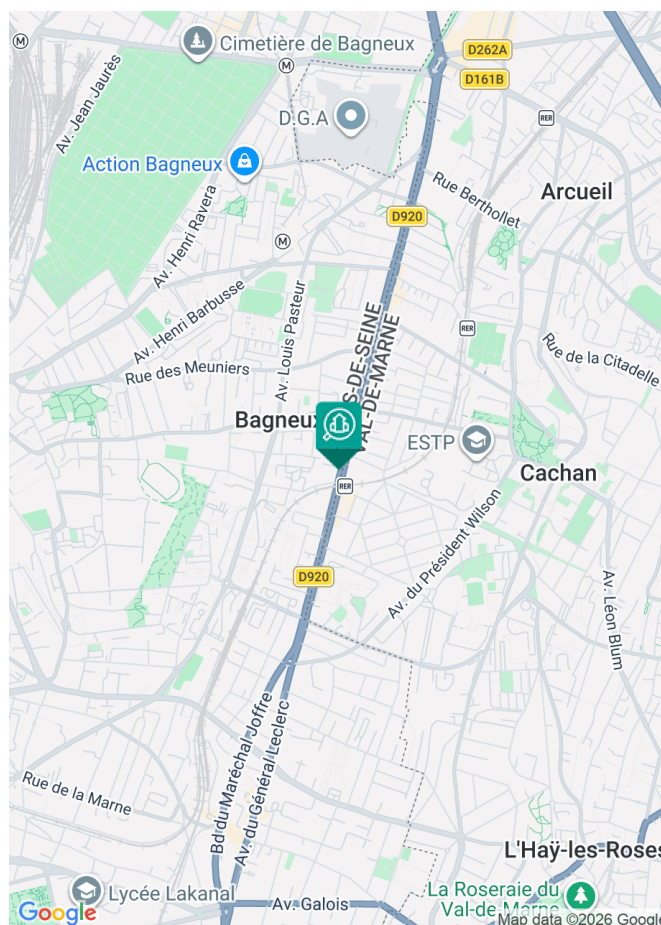 M
Cimetière de Bagneux
D262A
M
D161B
Av. Jean Jaurès
D.G.A
RER
Action Bagneux
Rue Berthollet
Arcueil
Av. Henri Ravera
D920
M
Av. Henri Barbusse
Av. Louis Pasteur
RER
Rue de la Citadelle
S-DE-SEINE
VAL-DE-MARNE
Rue des Meuniers
Bagneux
ESTP
Cachan
RER
Av. du Président Wilson
D920
Av. Léon Blum
Bd du Maréchal Joffre
Av. du Général Leclerc
Rue de la Marne
L'Haÿ-les-Roses
Lycée Lakanal
La Roseraie du
Val-de Marne
Av. Galois
Google
Map data ©2026 Google